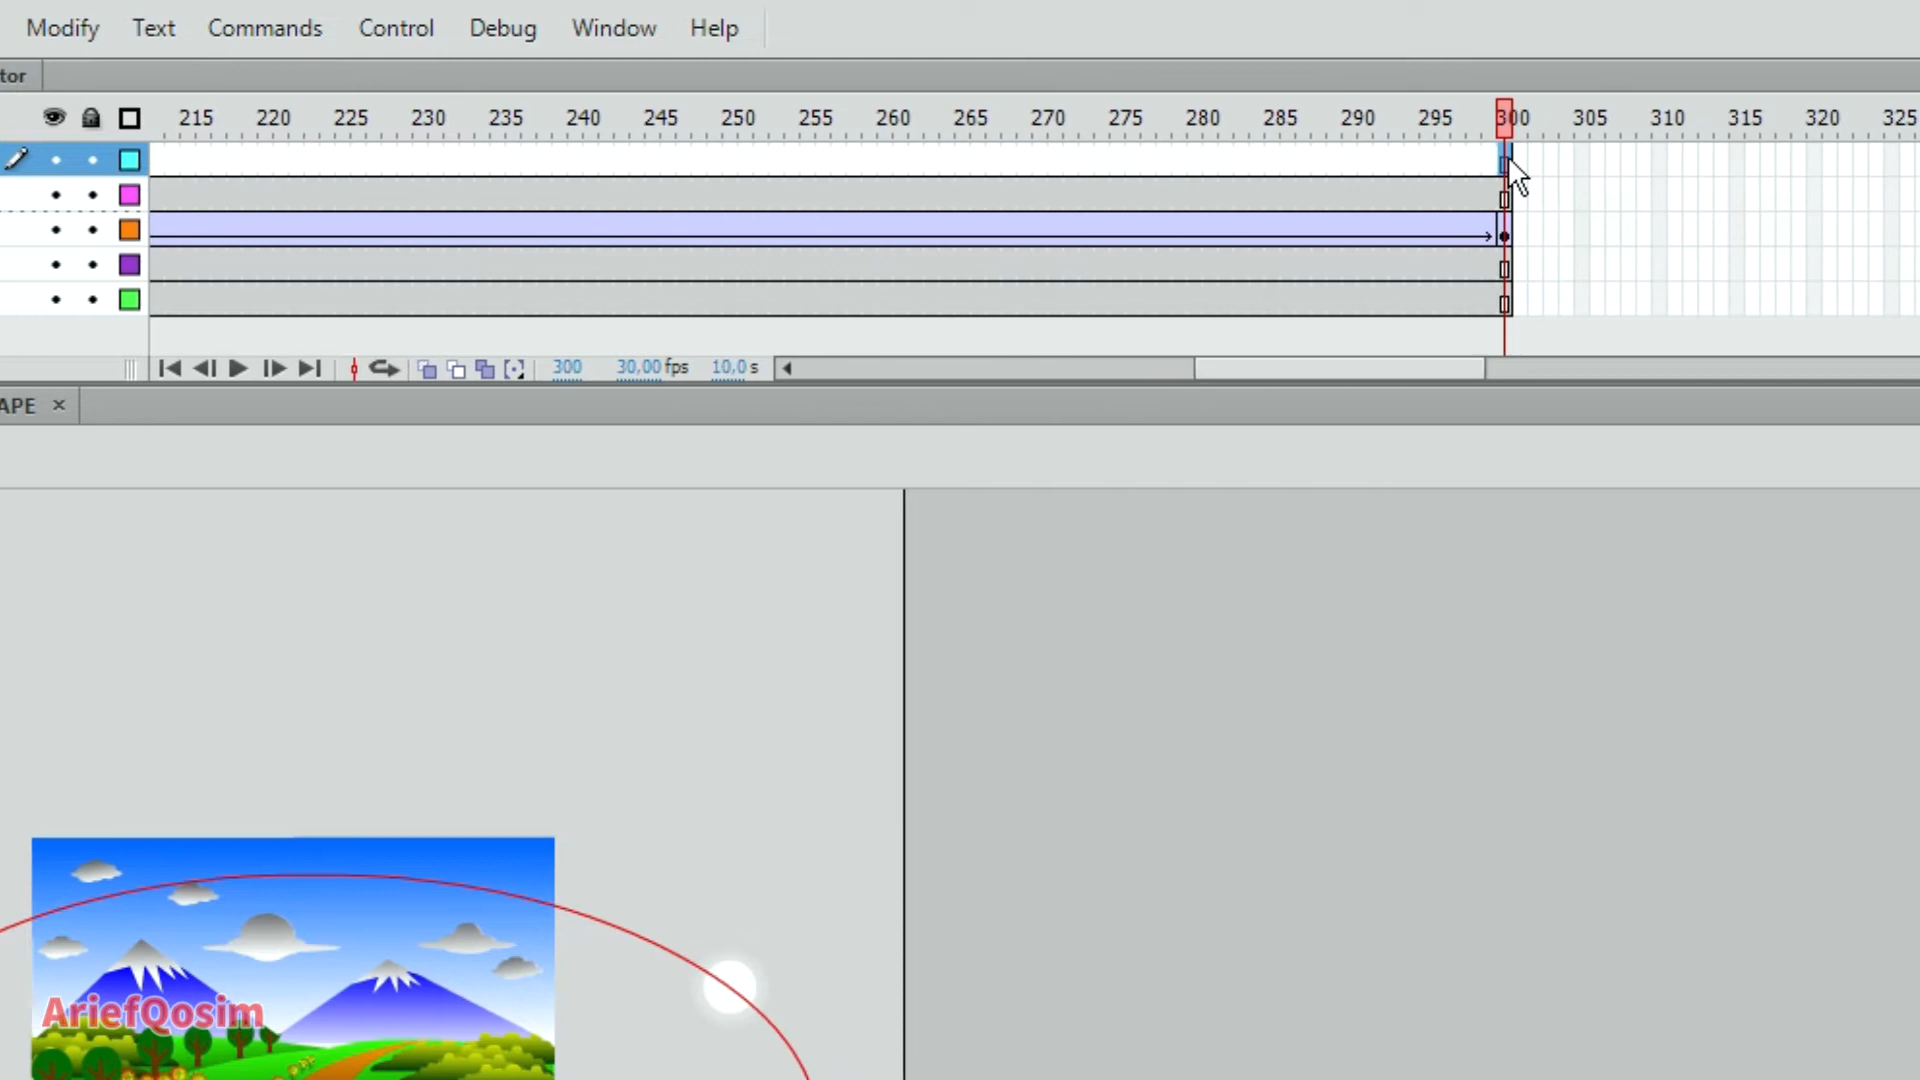 Modify Text Commands Control Debug Window Help
tor
215 220 225 230 235 240 245 250 255 260 265 270 275 280 285 290 295 300 305 310 315 320 325
300 30,00 fps 10,0 s
APE ×
AriefQosim